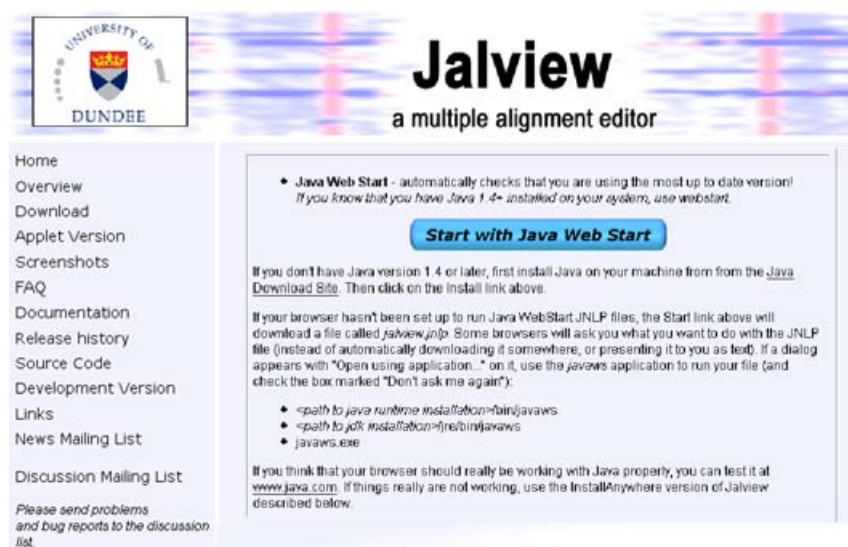 UNIVERSITY OF
DUNDEE
Jalview
a multiple alignment editor
Home
Overview
Download
Applet Version
Screenshots
FAQ
Documentation
Release history
Source Code
Development Version
Links
News Mailing List
Discussion Mailing List
Please send problems
and bug reports to the discussion
list.
Java Web Start - automatically checks that you are using the most up to date version!
If you know that you have Java 1.4+ installed on your system, use webstart.
Start with Java Web Start
If you don't have Java version 1.4 or later, first install Java on your machine from from the Java
Download Site. Then click on the Install link above.
If your browser hasn't been set up to run Java WebStart JNLP files, the Start link above will
download a file called jalview.jnlp. Some browsers will ask you what you want to do with the JNLP
file (instead of automatically downloading it somewhere, or presenting it to you as text). If a dialog
appears with "Open using application..." on it, use the javaws application to run your file (and
check the box marked "Don't ask me again"):
<path to java runtime installation>/bin/javaws
<path to jdk installation>/jre/bin/javaws
javaws.exe
If you think that your browser should really be working with Java properly, you can test it at
www.java.com. If things really are not working, use the InstallAnywhere version of Jalview
described below.